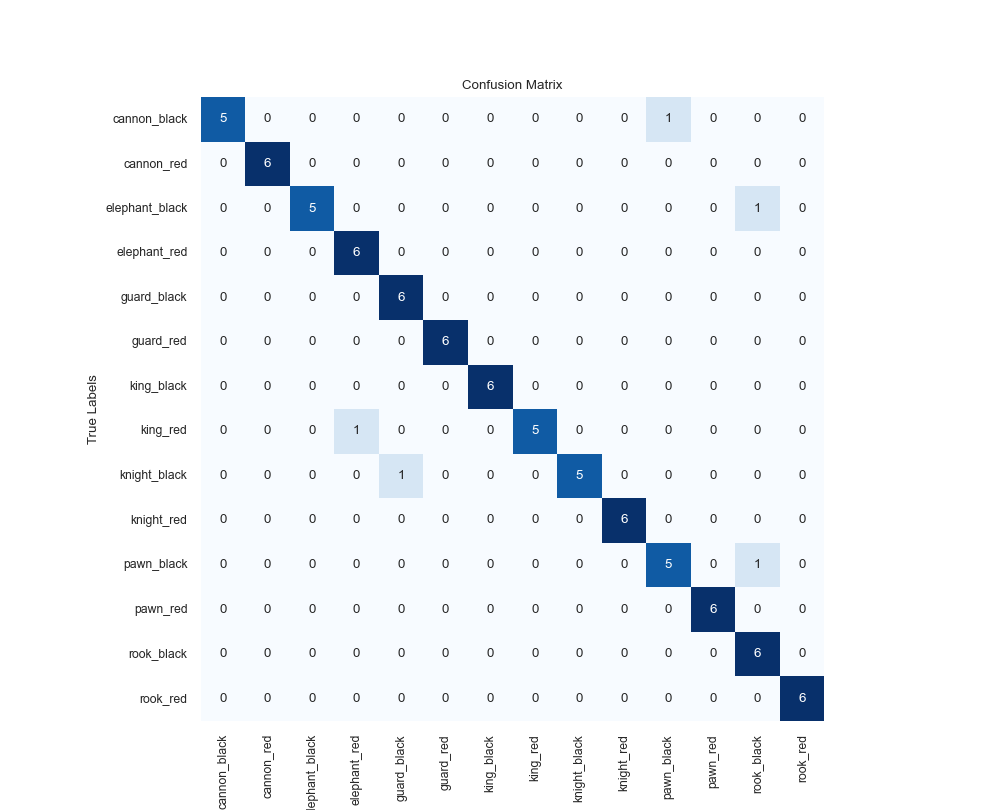 Confusion Matrix
cannon_black 5 0 0 0 0 0 0 0 0 0 1 0 0 0
cannon_red 0 6 0 0 0 0 0 0 0 0 0 0 0 0
elephant_black 0 0 5 0 0 0 0 0 0 0 0 0 1 0
elephant_red 0 0 0 6 0 0 0 0 0 0 0 0 0 0
guard_black 0 0 0 0 6 0 0 0 0 0 0 0 0 0
guard_red 0 0 0 0 0 6 0 0 0 0 0 0 0 0
king_black 0 0 0 0 0 0 6 0 0 0 0 0 0 0
True Labels
king_red 0 0 0 1 0 0 0 5 0 0 0 0 0 0
knight_black 0 0 0 0 1 0 0 0 5 0 0 0 0 0
knight_red 0 0 0 0 0 0 0 0 0 6 0 0 0 0
pawn_black 0 0 0 0 0 0 0 0 0 0 5 0 1 0
pawn_red 0 0 0 0 0 0 0 0 0 0 0 6 0 0
rook_black 0 0 0 0 0 0 0 0 0 0 0 0 6 0
rook_red 0 0 0 0 0 0 0 0 0 0 0 0 0 6
cannon_black cannon_red lephant_black elephant_red guard_black guard_red king_black king_red knight_black knight_red pawn_black pawn_red rook_black rook_red